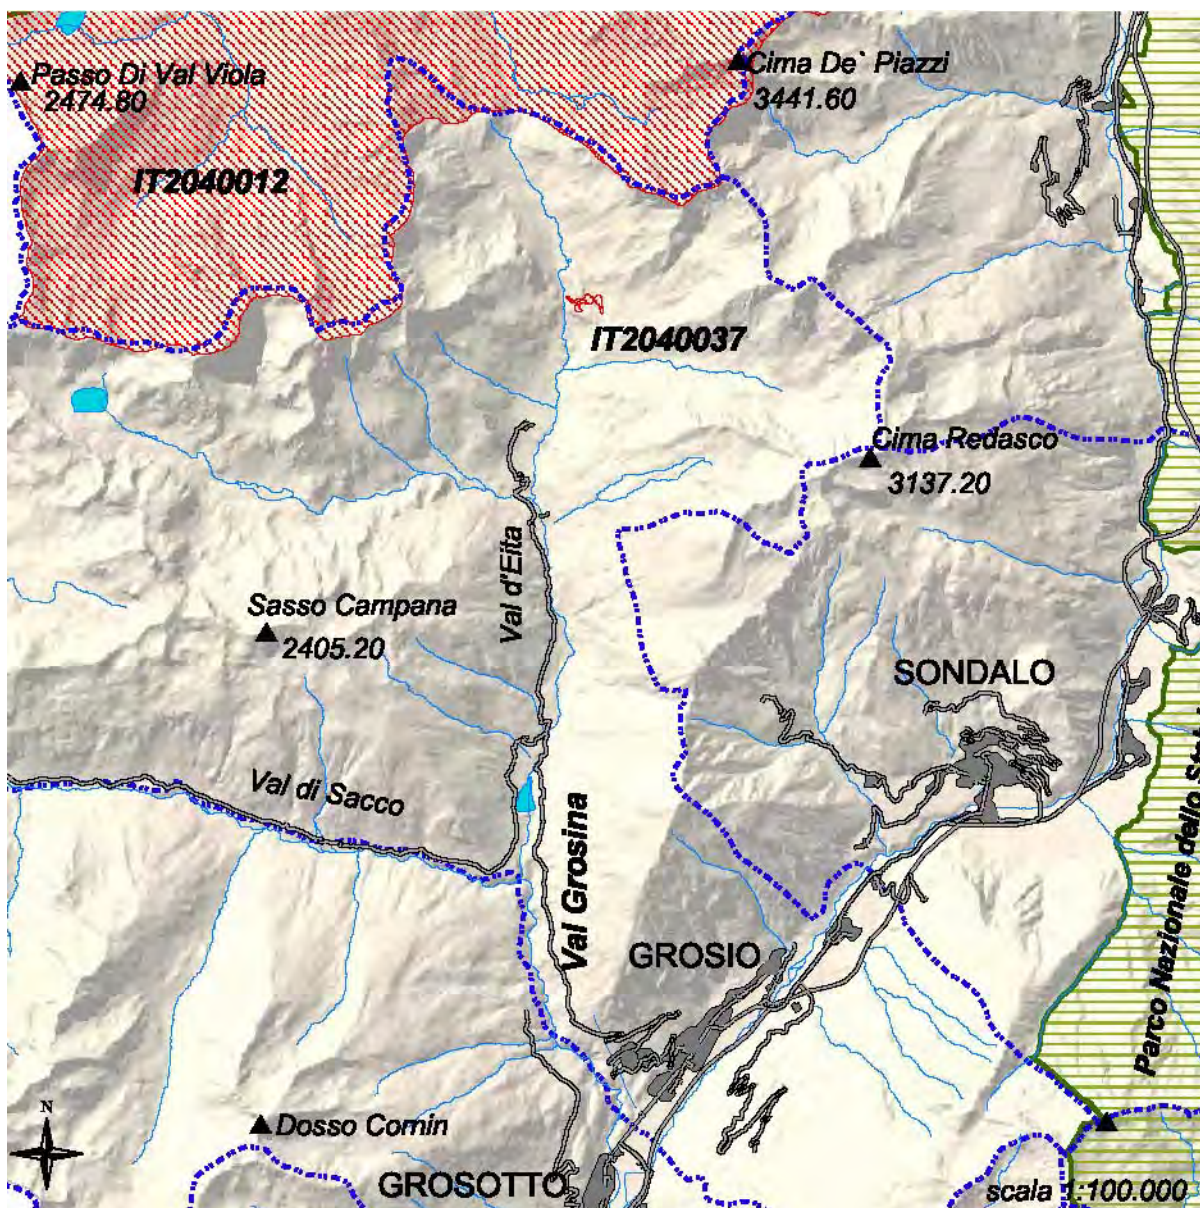 Passo Di Val Viola
2474.80
Cima De` Piazzi
3441.60
IT2040012
IT2040037
Cima Redasco
3137.20
Val d'Eita
Sasso Campana
2405.20
SONDALO
Val di Sacco
Val Grosina
GROSIO
Parco Nazionale dello
N
Dosso Cornin
GROSOTTO
scala 1:100.000